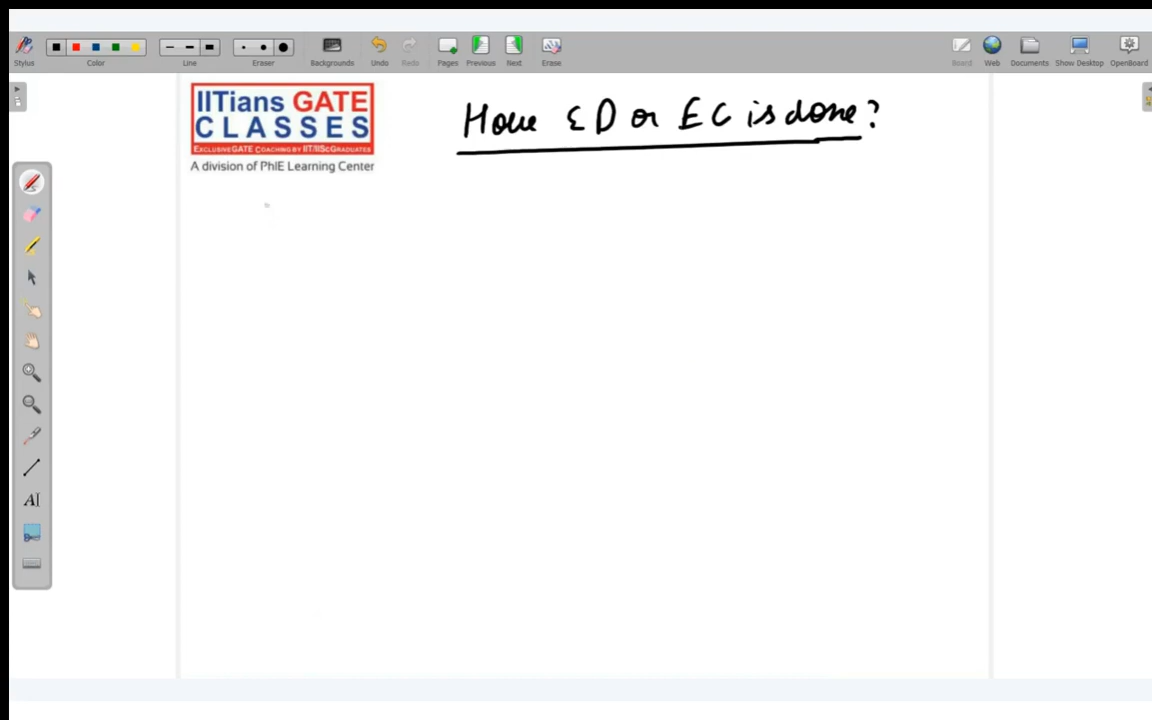 Stylus Color Line Eraser Backgrounds Undo Redo Pages Previous Next Erase Board Web Documents Show Desktop OpenBoard
IITians GATE
CLASSES
EXCLUSIVE GATE COACHING BY IIT/IISC GRADUATES
A division of PhIE Learning Center
How ED or EC is done?
AI